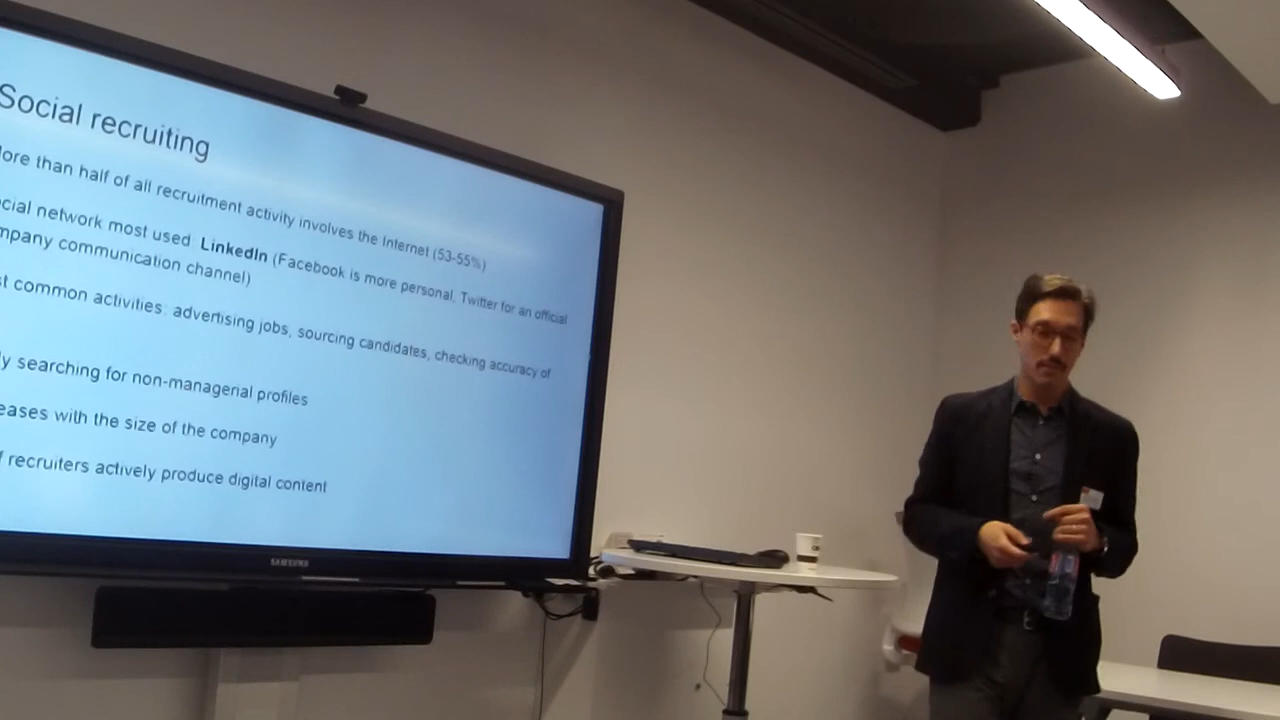 Social recruiting
ore than half of all recruitment activity involves the Internet (53-55%)
cial network most used: LinkedIn (Facebook is more personal, Twitter for an official
mpany communication channel)
t common activities: advertising jobs, sourcing candidates, checking accuracy of
y searching for non-managerial profiles
eases with the size of the company
f recruiters actively produce digital content
SAMSUNG